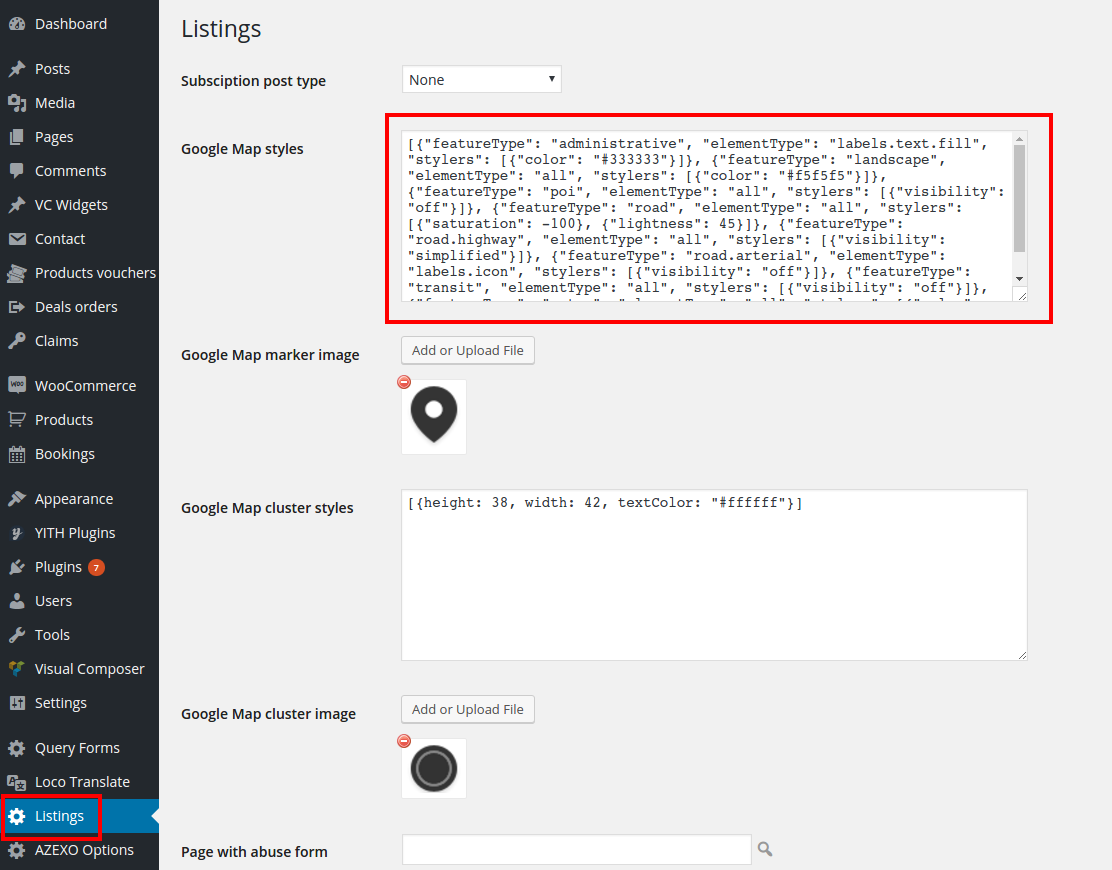 Dashboard
Posts
Media
Pages
Comments
VC Widgets
Contact
Products vouchers
Deals orders
Claims
WOO
WooCommerce
Products
Bookings
Appearance
YITH Plugins
Plugins 7
Users
Tools
Visual Composer
Settings
Query Forms
Loco Translate
Listings
AZEXO Options
Listings
Subsciption post type
None
Google Map styles
[{"featureType": "administrative", "elementType": "labels.text.fill",
"stylers": [{"color": "#333333"}]}, {"featureType": "landscape",
"elementType": "all", "stylers": [{"color": "#f5f5f5"}]},
{"featureType": "poi", "elementType": "all", "stylers": [{"visibility":
"off"}]}, {"featureType": "road", "elementType": "all", "stylers":
[{"saturation": -100}, {"lightness": 45}]}, {"featureType":
"road.highway", "elementType": "all", "stylers": [{"visibility":
"simplified"}]}, {"featureType": "road.arterial", "elementType":
"labels.icon", "stylers": [{"visibility": "off"}]}, {"featureType":
"transit", "elementType": "all", "stylers": [{"visibility": "off"}]},
Google Map marker image
Add or Upload File
Google Map cluster styles
[{height: 38, width: 42, textColor: "#ffffff"}]
Google Map cluster image
Add or Upload File
Page with abuse form